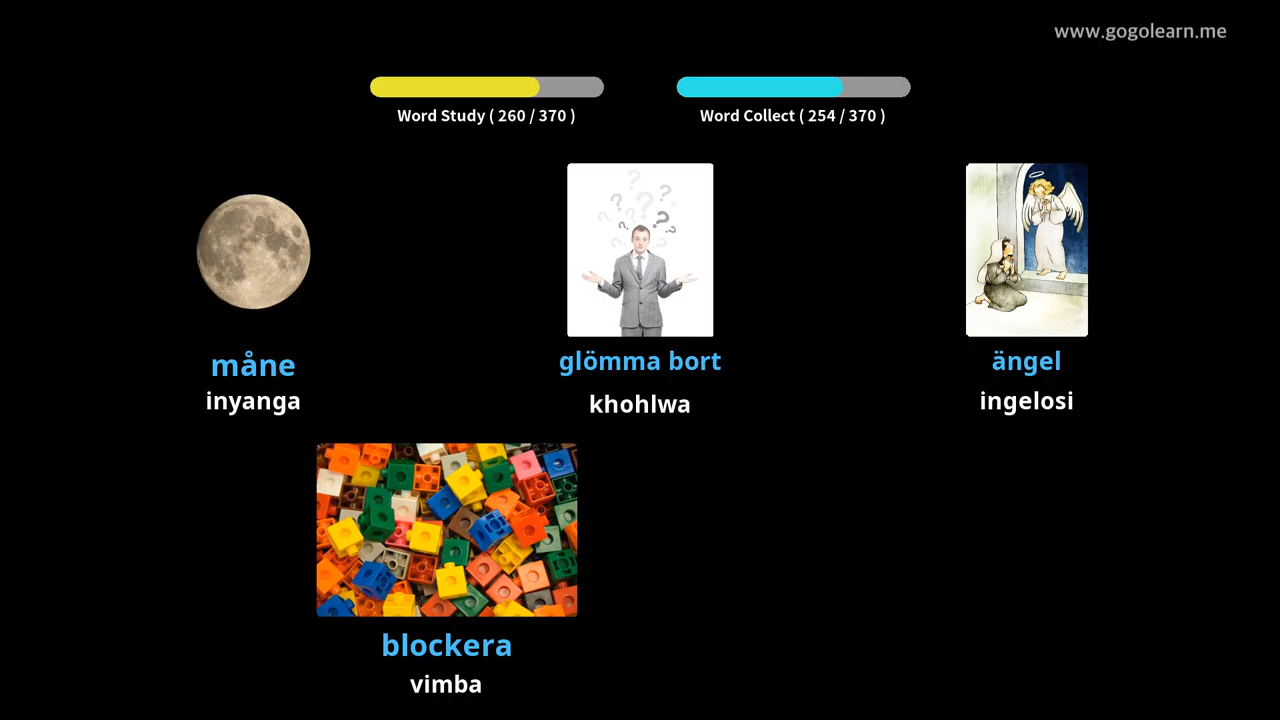 www.gogolearn.me
Word Study ( 260 / 370 )
Word Collect ( 254 / 370 )
måne
inyanga
glömma bort
khohlwa
ängel
ingelosi
blockera
vimba